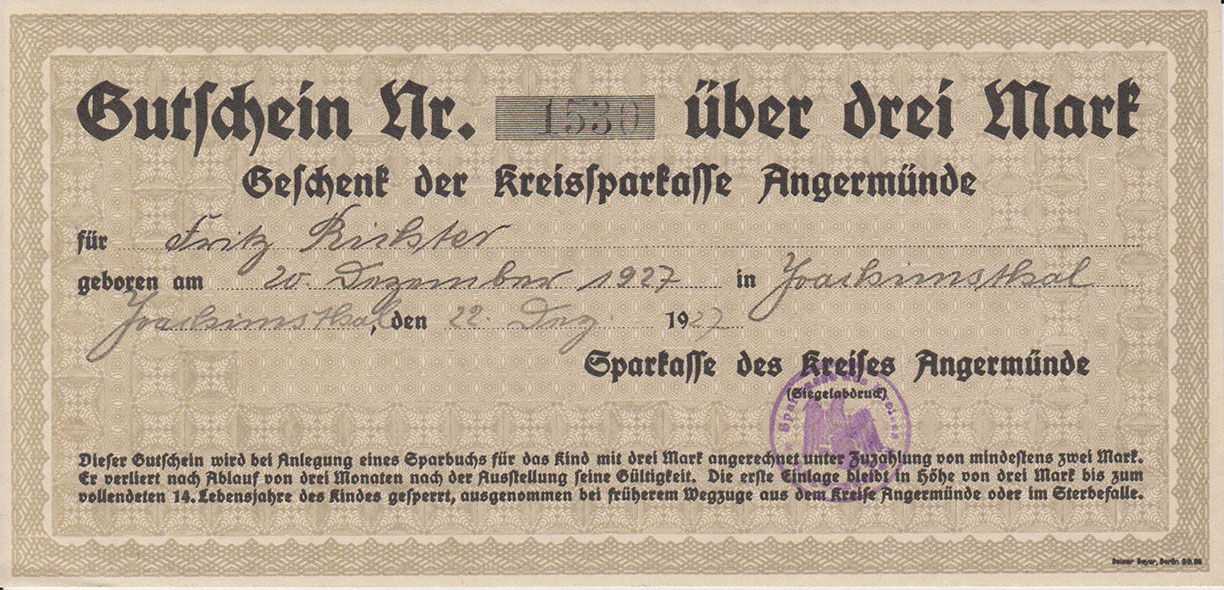 Gutschein Nr. 1530 über drei Mark
Geschenk der Kreissparkasse Angermünde
für Fritz Richter
geboren am 20. Dezember 1927 in Joachimsthal
Joachimsthal, den 22. Dez. 1927
Sparkasse des Kreises Angermünde
(Siegelabdruck)
Dieser Gutschein wird bei Anlegung eines Sparbuchs für das Kind mit drei Mark angerechnet unter Zuzahlung von mindestens zwei Mark.
Er verliert nach Ablauf von drei Monaten nach der Ausstellung seine Gültigkeit. Die erste Einlage bleibt in Höhe von drei Mark bis zum
vollendeten 14. Lebensjahre des Kindes gesperrt, ausgenommen bei früherem Wegzuge aus dem Kreise Angermünde oder im Sterbefalle.